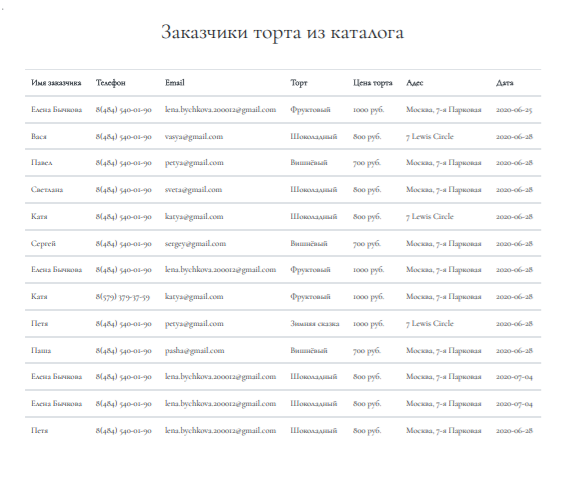 Заказчики торта из каталога
Имя заказчика Телефон Email Торт Цена торта Адес Дата
Елена Бычкова 8(484) 540-01-90 lena.bychkova.200012@gmail.com Фруктовый 1000 руб. Москва, 7-я Парковая 2020-06-25
Вася 8(484) 540-01-90 vasya@gmail.com Шоколадный 800 руб. 7 Lewis Circle 2020-06-28
Павел 8(484) 540-01-90 petya@gmail.com Вишнёвый 700 руб. Москва, 7-я Парковая 2020-06-28
Светлана 8(484) 540-01-90 sveta@gmail.com Шоколадный 800 руб. Москва, 7-я Парковая 2020-06-28
Катя 8(484) 540-01-90 katya@gmail.com Шоколадный 800 руб. 7 Lewis Circle 2020-06-28
Сергей 8(484) 540-01-90 sergey@gmail.com Вишнёвый 700 руб. Москва, 7-я Парковая 2020-06-28
Елена Бычкова 8(484) 540-01-90 lena.bychkova.200012@gmail.com Фруктовый 1000 руб. Москва, 7-я Парковая 2020-06-28
Катя 8(579) 379-37-59 katya@gmail.com Фруктовый 1000 руб. Москва, 7-я Парковая 2020-06-28
Петя 8(484) 540-01-90 petya@gmail.com Зимняя сказка 1000 руб. 7 Lewis Circle 2020-06-28
Паша 8(484) 540-01-90 pasha@gmail.com Вишнёвый 700 руб. Москва, 7-я Парковая 2020-06-28
Елена Бычкова 8(484) 540-01-90 lena.bychkova.200012@gmail.com Шоколадный 800 руб. Москва, 7-я Парковая 2020-07-04
Елена Бычкова 8(484) 540-01-90 lena.bychkova.200012@gmail.com Шоколадный 800 руб. Москва, 7-я Парковая 2020-07-04
Петя 8(484) 540-01-90 lena.bychkova.200012@gmail.com Шоколадный 800 руб. Москва, 7-я Парковая 2020-06-28